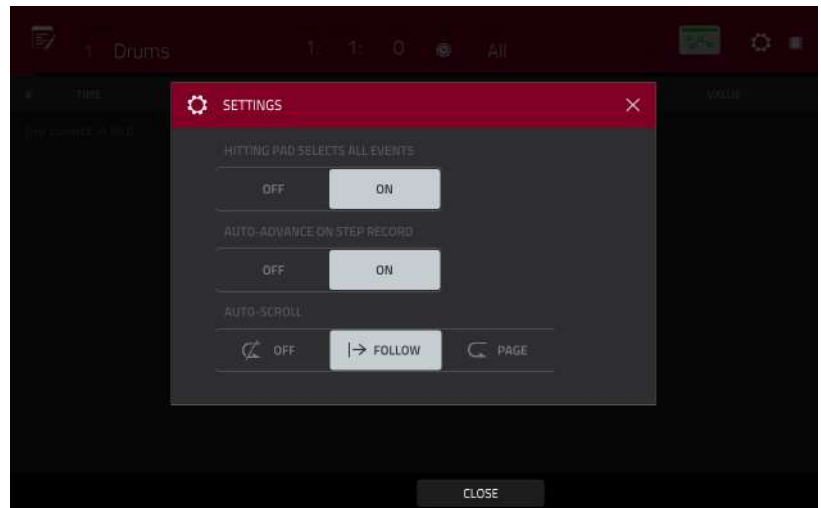 1 Drums 1: 1: 0 All
# TIME VALUE
SETTINGS
HITTING PAD SELECTS ALL EVENTS
OFF ON
AUTO-ADVANCE ON STEP RECORD
OFF ON
AUTO-SCROLL
OFF FOLLOW PAGE
CLOSE